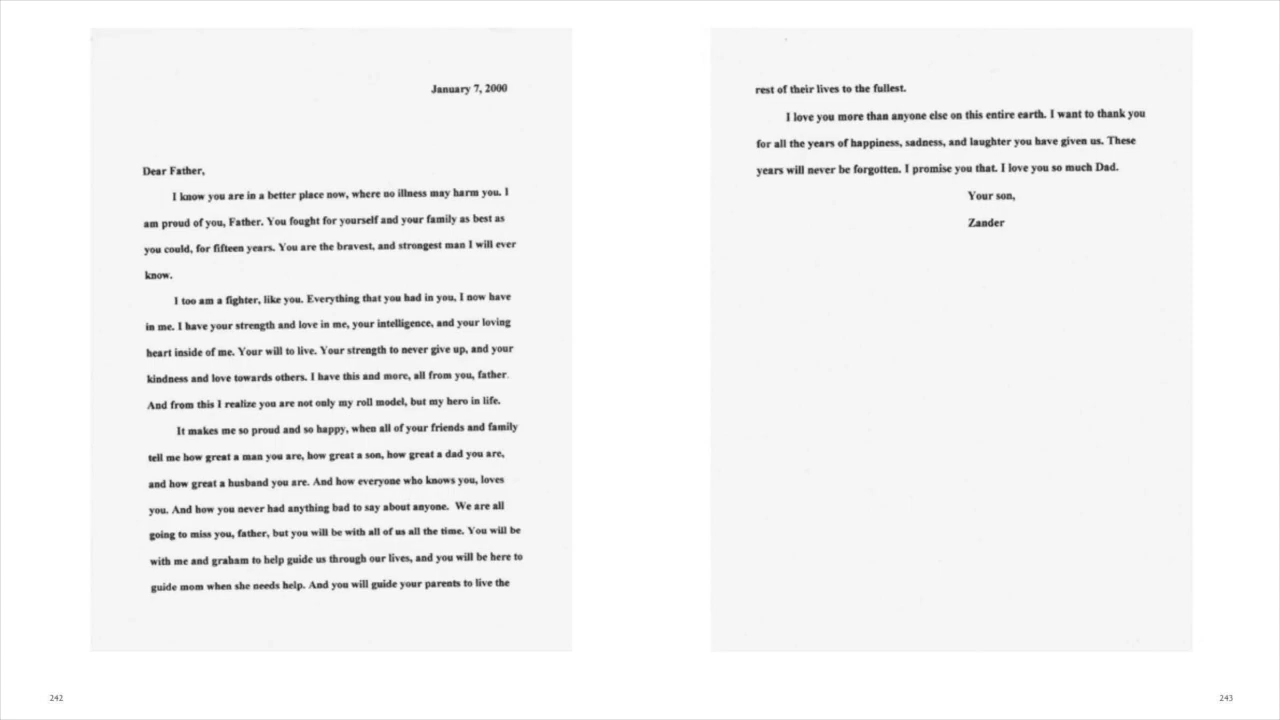 January 7, 2000
Dear Father,
I know you are in a better place now, where no illness may harm you. I
am proud of you, Father. You fought for yourself and your family as best as
you could, for fifteen years. You are the bravest, and strongest man I will ever
know.
I too am a fighter, like you. Everything that you had in you, I now have
in me. I have your strength and love in me, your intelligence, and your loving
heart inside of me. Your will to live. Your strength to never give up, and your
kindness and love towards others. I have this and more, all from you, father.
And from this I realize you are not only my roll model, but my hero in life.
It makes me so proud and so happy, when all of your friends and family
tell me how great a man you are, how great a son, how great a dad you are,
and how great a husband you are. And how everyone who knows you, loves
you. And how you never had anything bad to say about anyone.  We are all
going to miss you, father, but you will be with all of us all the time. You will be
with me and graham to help guide us through our lives, and you will be here to
guide mom when she needs help. And you will guide your parents to live the
242
rest of their lives to the fullest.
I love you more than anyone else on this entire earth. I want to thank you
for all the years of happiness, sadness, and laughter you have given us. These
years will never be forgotten. I promise you that. I love you so much Dad.
Your son,
Zander
243